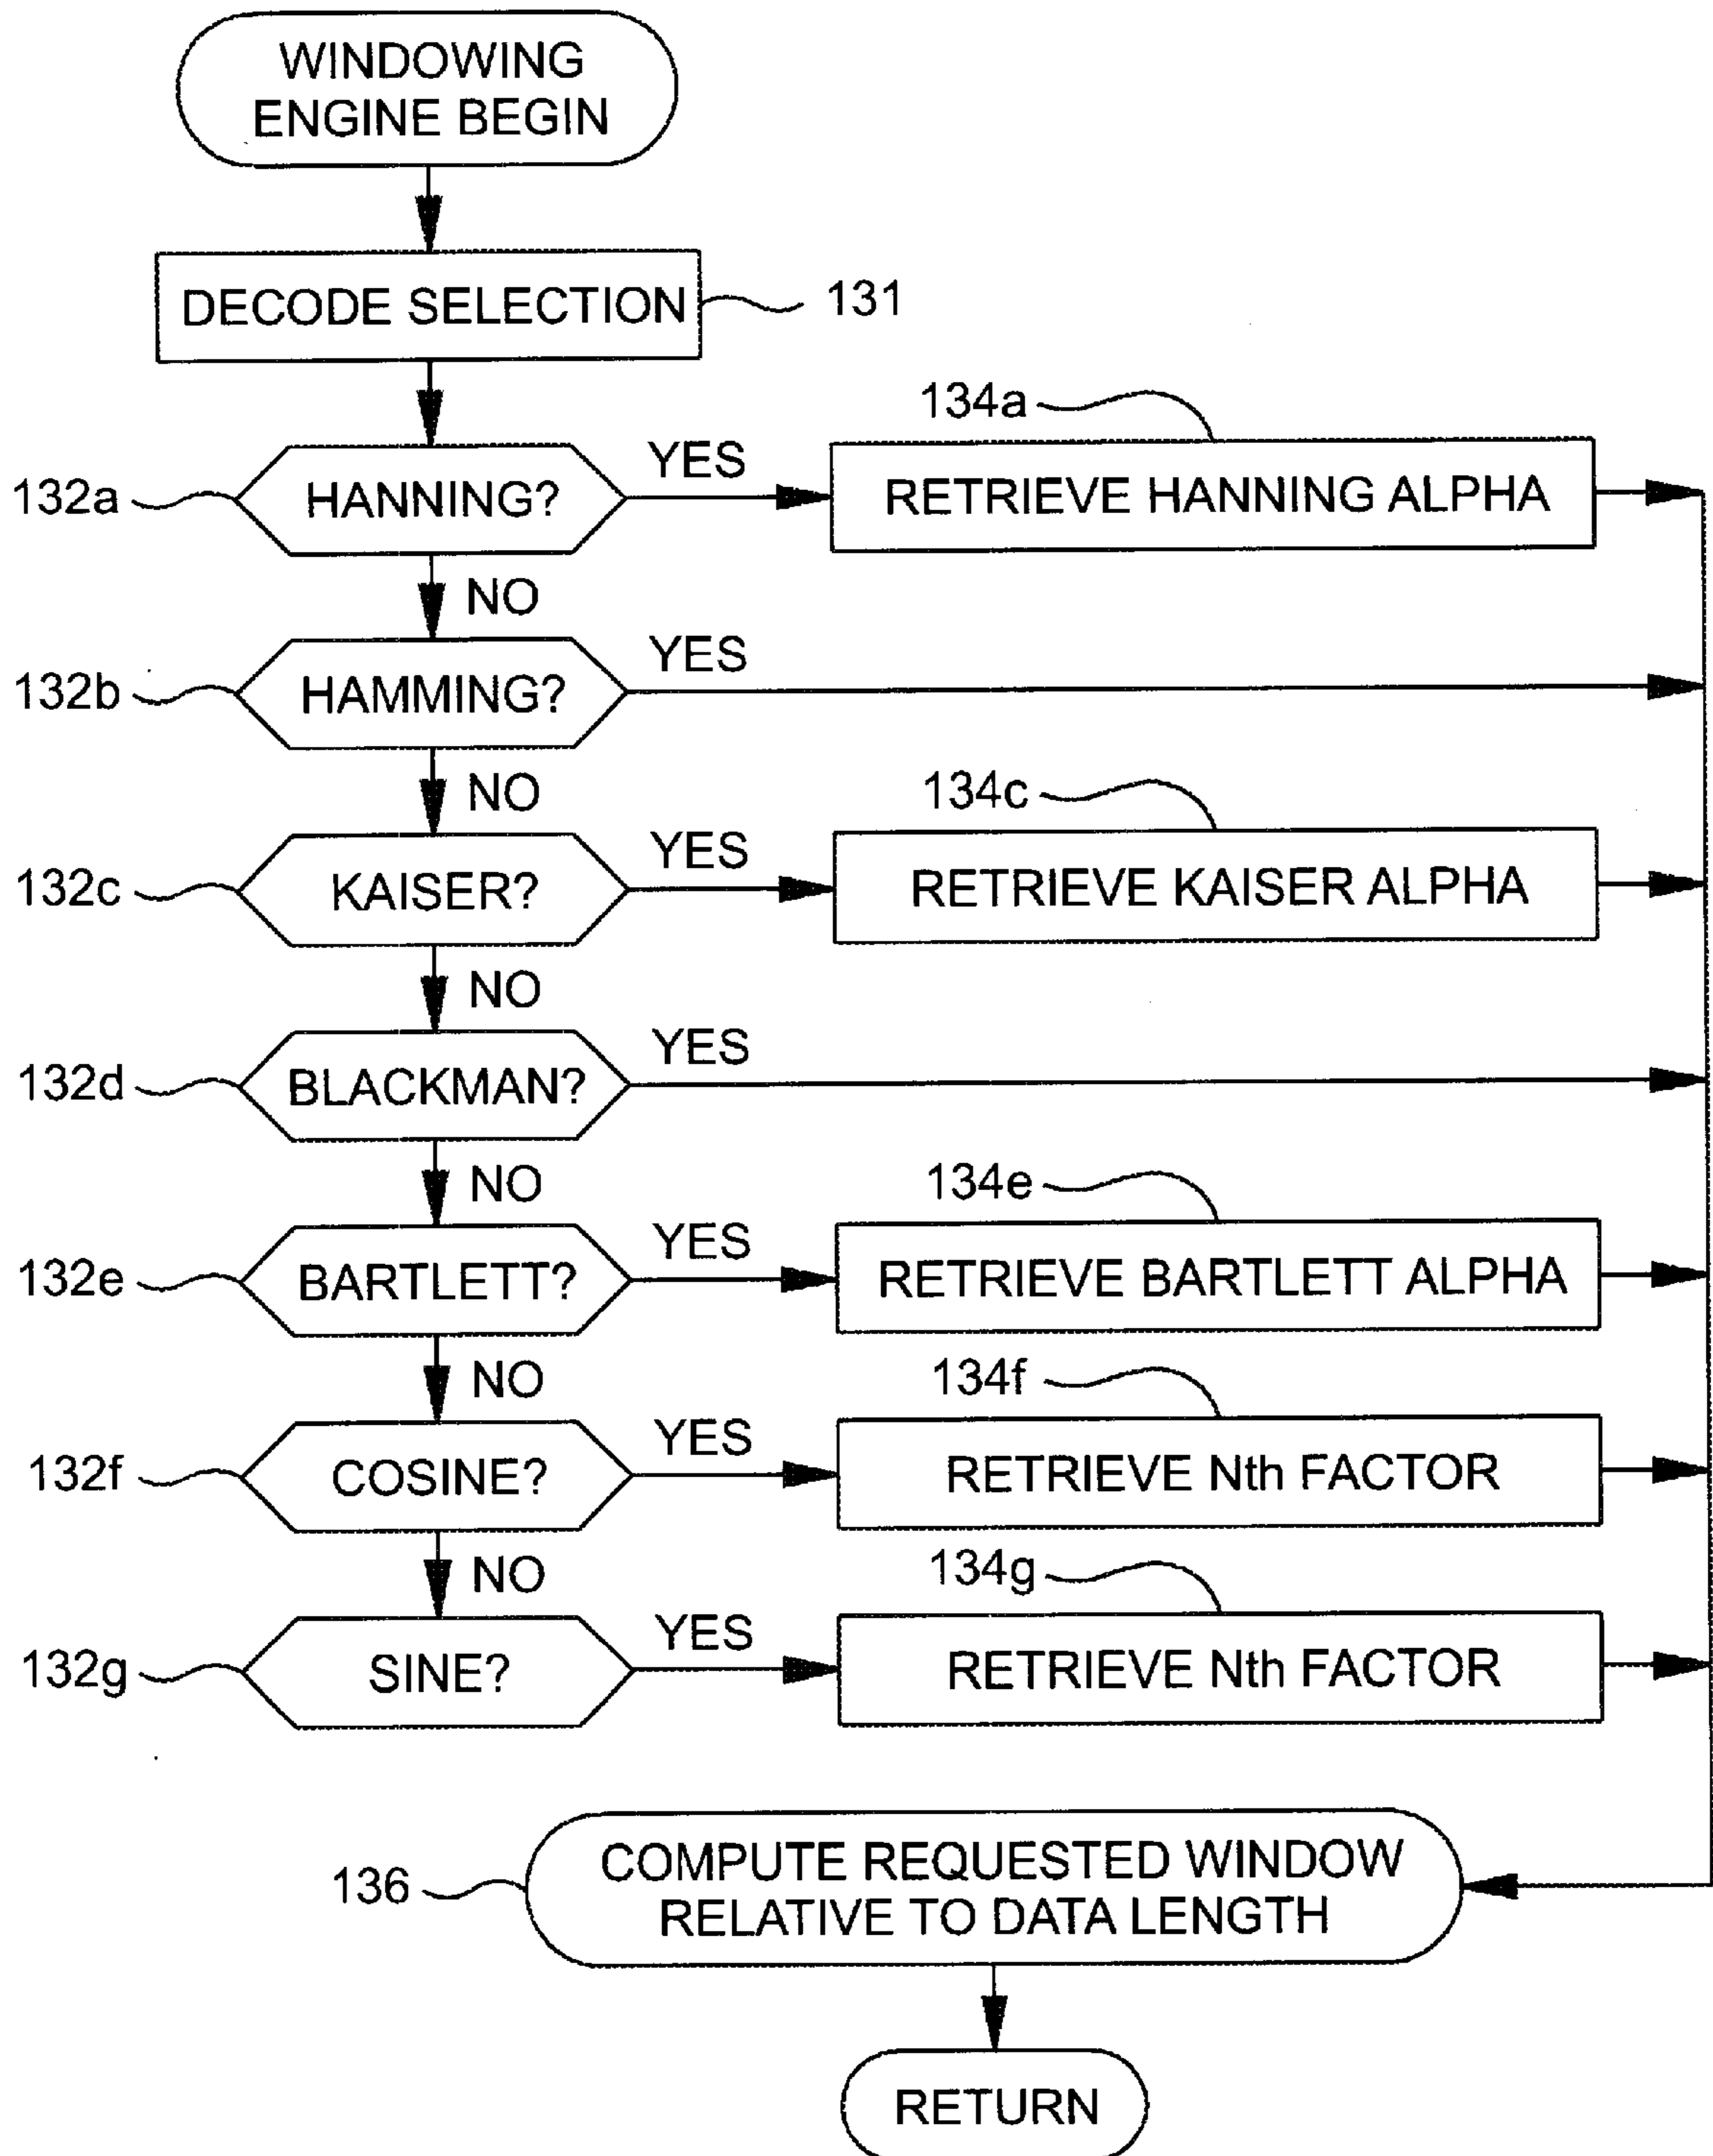 WINDOWING
ENGINE BEGIN
DECODE SELECTION
131
134a
132a
HANNING?
YES
RETRIEVE HANNING ALPHA
NO
132b
HAMMING?
YES
NO
134c
132c
KAISER?
YES
RETRIEVE KAISER ALPHA
NO
132d
BLACKMAN?
YES
NO
134e
132e
BARTLETT?
YES
RETRIEVE BARTLETT ALPHA
NO
134f
132f
COSINE?
YES
RETRIEVE Nth FACTOR
NO
134g
132g
SINE?
YES
RETRIEVE Nth FACTOR
136
COMPUTE REQUESTED WINDOW
RELATIVE TO DATA LENGTH
RETURN